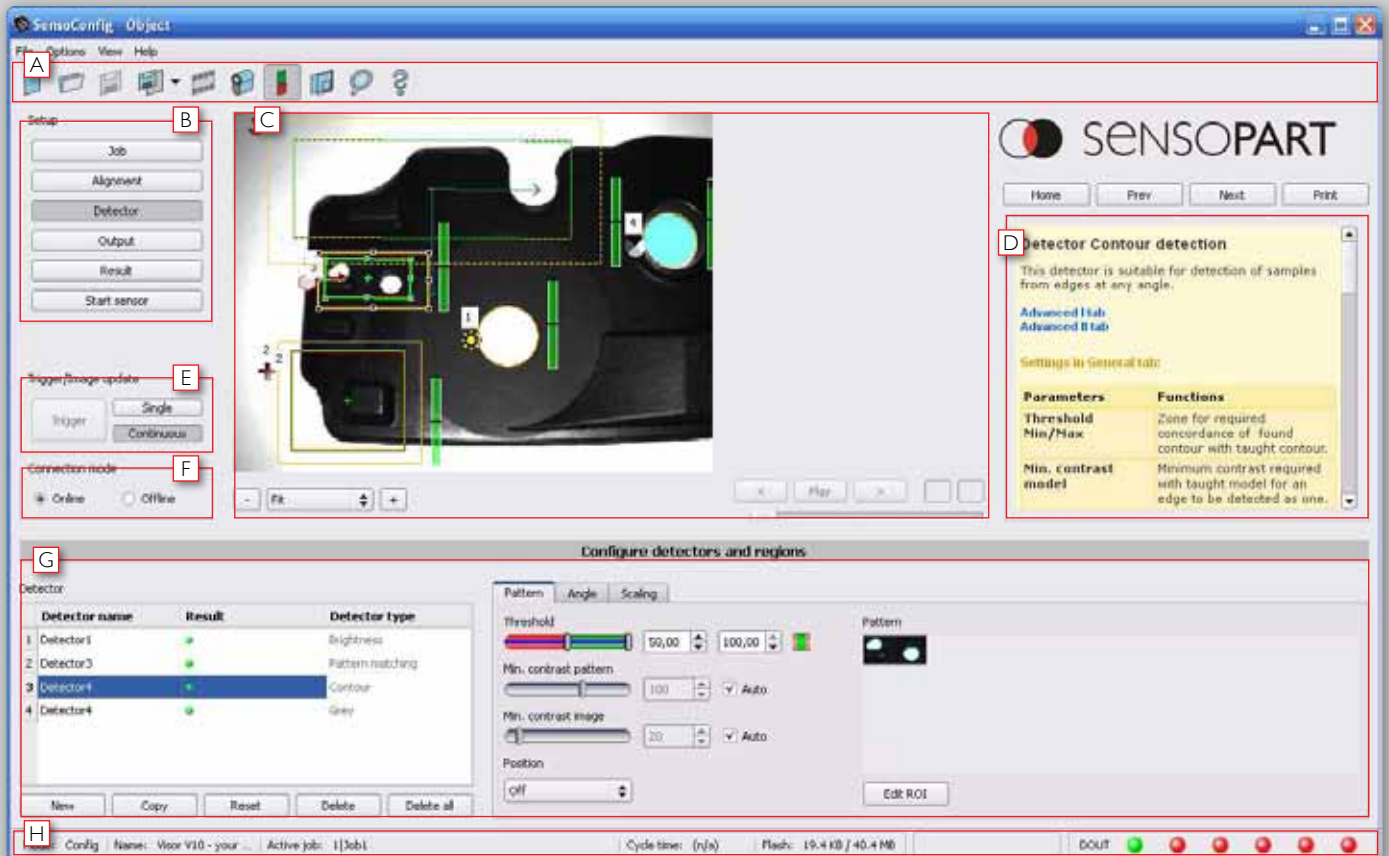 SensoConfig Object
File Options View Help
A
Setup
B
Job
Alignment
Detector
Output
Result
Start sensor
C
4
1
2
2
SENSOPART
Home Prev Next Print
D
Detector Contour detection
This detector is suitable for detection of samples
from edges at any angle.
Advanced I tab
Advanced II tab
Settings in General tab:
Parameters Functions
Threshold Min/Max Zone for required concordance of found contour with taught contour.
Min. contrast model Minimum contrast required with taught model for an edge to be detected as one.
Trigger/Image update
E
Trigger
Single
Continuous
Connection mode
F
Online Offline
- Fit +
< Play >
Configure detectors and regions
G
Detector
Detector name Result Detector type
1 Detector1 Brightness
2 Detector3 Pattern matching
3 Detector4 Contour
4 Detector4 Grey
New Copy Reset Delete Delete all
Pattern Angle Scaling
Threshold
50,00 100,00
Min. contrast pattern
100 Auto
Min. contrast image
20 Auto
Position
Off
Pattern
Edit ROI
H
Config Name: Visor V10 - your ... Active job: 1|Job1 Cycle time: (n/a) Flash: 19.4 KB / 40.4 MB DOUT